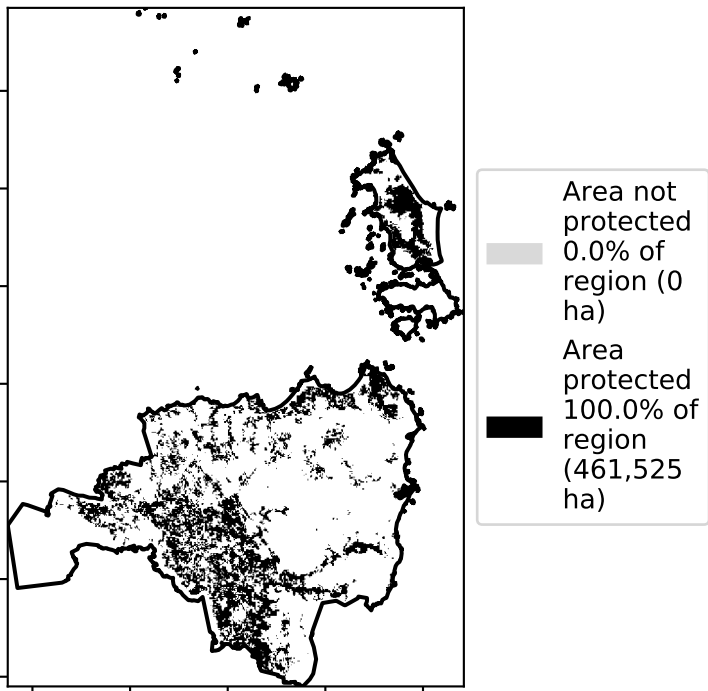 Area not
protected
0.0% of
region (0
ha)
Area
protected
100.0% of
region
(461,525
ha)